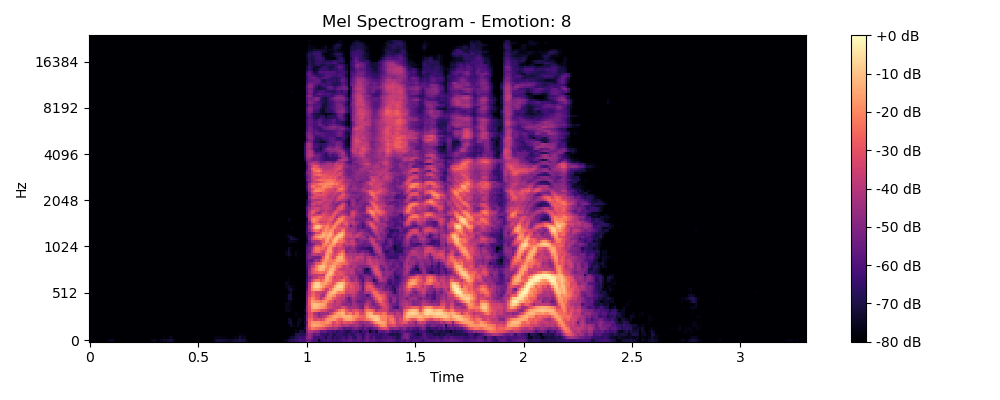 Mel Spectrogram - Emotion: 8
Hz
16384
8192
4096
2048
1024
512
0
0 0.5 1 1.5 2 2.5 3
Time
+0 dB
-10 dB
-20 dB
-30 dB
-40 dB
-50 dB
-60 dB
-70 dB
-80 dB